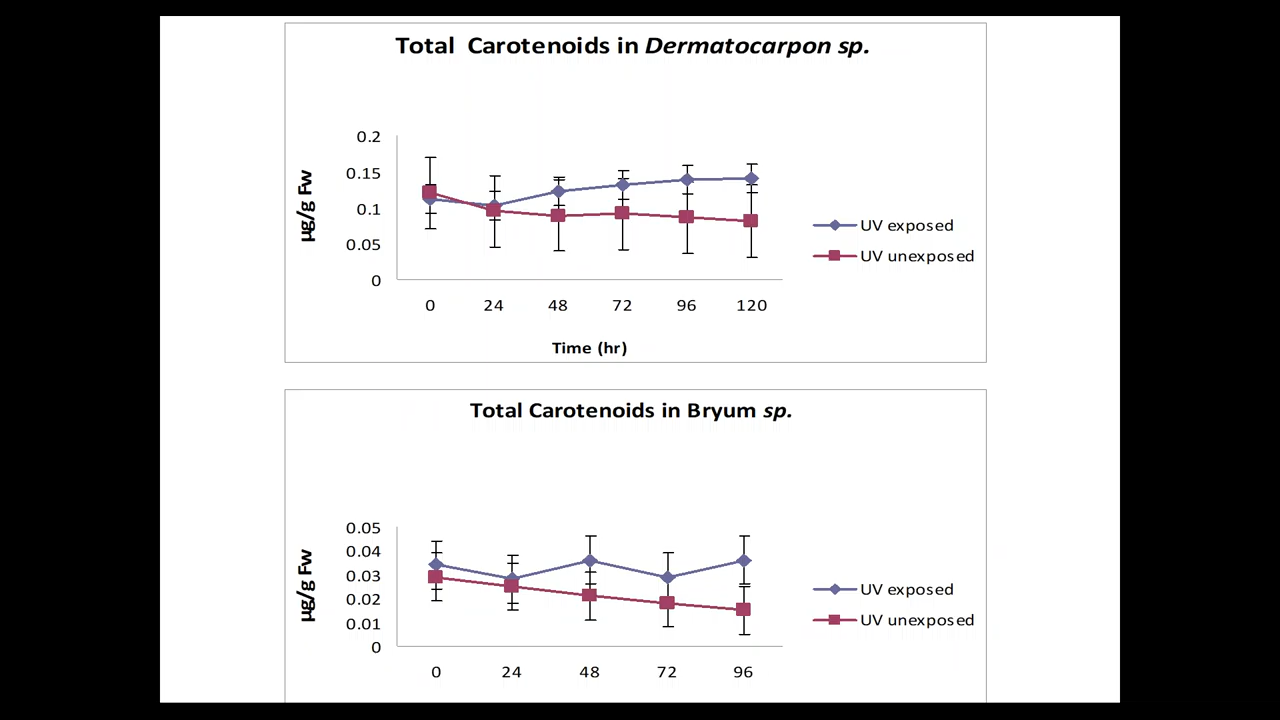 Total Carotenoids in Dermatocarpon sp.
0.2
0.15
0.1
0.05
0
µg/g Fw
0 24 48 72 96 120
Time (hr)
UV exposed
UV unexposed
Total Carotenoids in Bryum sp.
0.05
0.04
0.03
0.02
0.01
0
µg/g Fw
0 24 48 72 96
UV exposed
UV unexposed